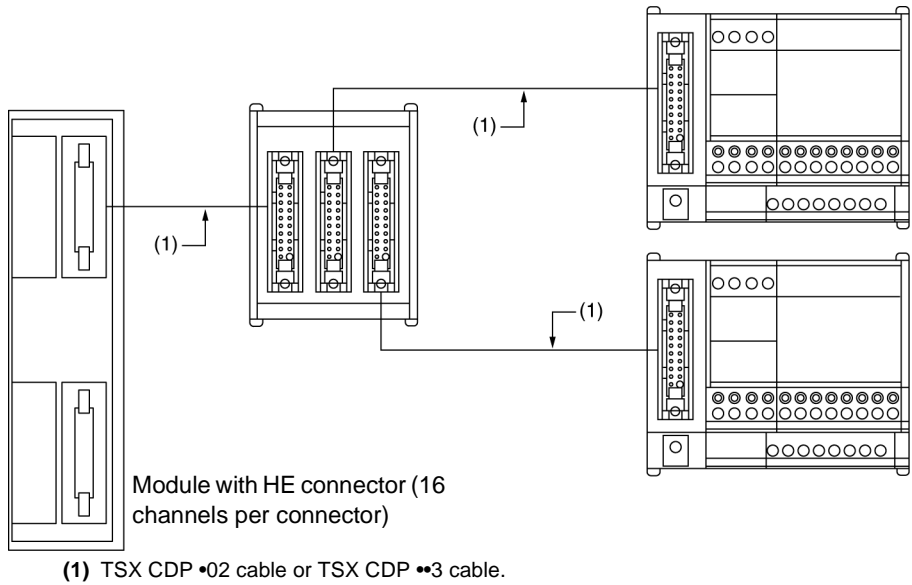 (1)
(1)
(1)
Module with HE connector (16
channels per connector)
(1) TSX CDP •02 cable or TSX CDP ••3 cable.